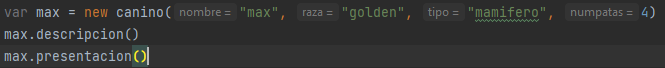 var max = new canino( nombre = "max", raza = "golden", tipo = "mamifero", numpatas = 4)
max.descripcion()
max.presentacion()